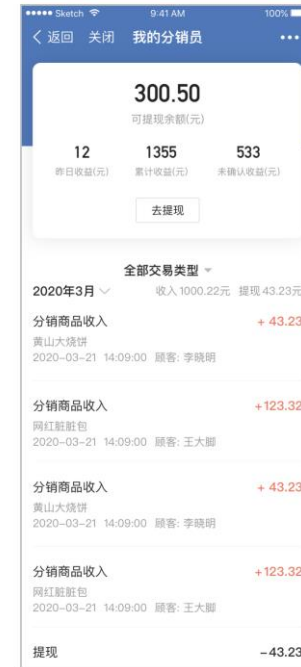 Sketch 9:41 AM 100%
返回 关闭 我的分销员
300.50
可提现余额(元)
12 1355 533
昨日收益(元) 累计收益(元) 未确认收益(元)
去提现
全部交易类型
2020年3月 收入1000.22元 提现43.23元
分销商品收入 + 43.23
黄山大烧饼
2020-03-21 14:09:00 顾客: 李晓明
分销商品收入 +123.32
网红脏脏包
2020-03-21 14:09:00 顾客: 王大脚
分销商品收入 + 43.23
黄山大烧饼
2020-03-21 14:09:00 顾客: 李晓明
分销商品收入 +123.32
网红脏脏包
2020-03-21 14:09:00 顾客: 王大脚
提现 -43.23